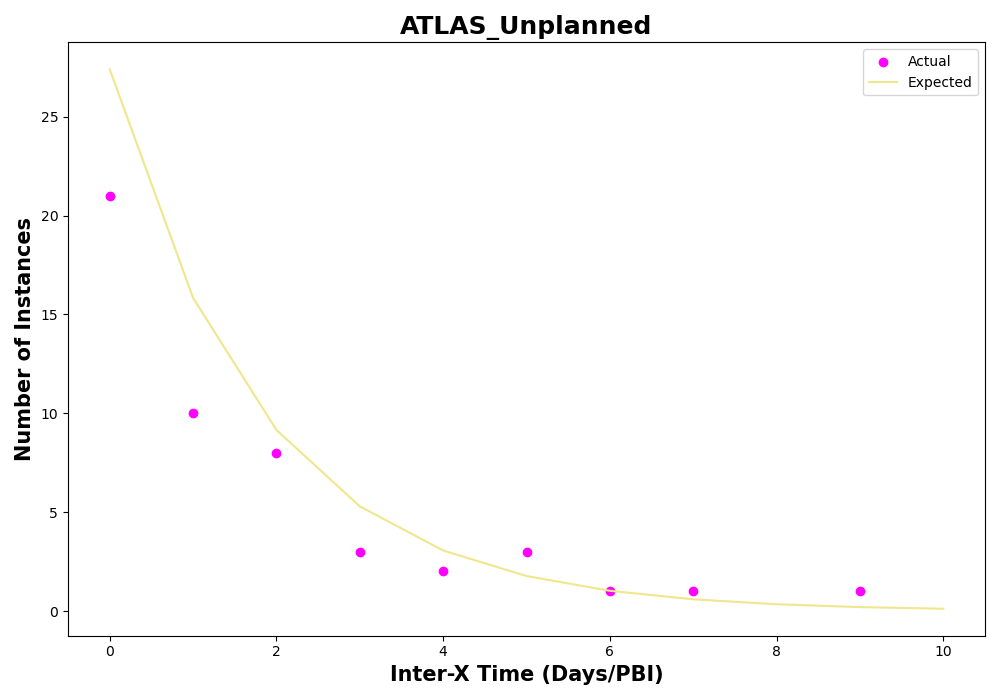 ATLAS_Unplanned
Actual
Expected
Number of Instances
25
20
15
10
5
0
0 2 4 6 8 10
Inter-X Time (Days/PBI)